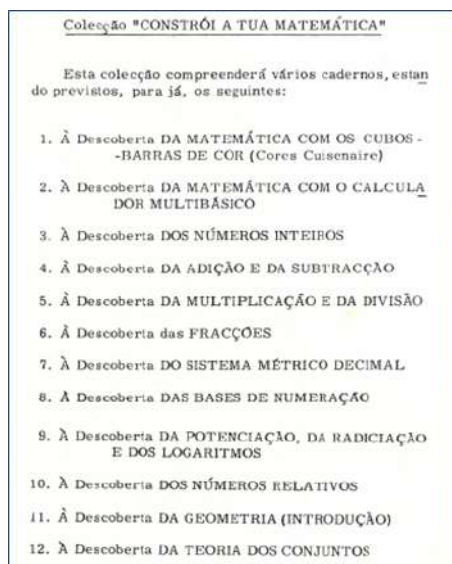 Colecção "CONSTRÓI A TUA MATEMÁTICA"
Esta colecção compreenderá vários cadernos, estan
do previstos, para já, os seguintes:
1. À Descoberta DA MATEMÁTICA COM OS CUBOS -
-BARRAS DE COR (Cores Cuisenaire)
2. À Descoberta DA MATEMÁTICA COM O CALCULA
DOR MULTIBÁSICO
3. À Descoberta DOS NÚMEROS INTEIROS
4. À Descoberta DA ADIÇÃO E DA SUBTRACÇÃO
5. À Descoberta DA MULTIPLICAÇÃO E DA DIVISÃO
6. À Descoberta das FRACÇÕES
7. À Descoberta DO SISTEMA MÉTRICO DECIMAL
8. À Descoberta DAS BASES DE NUMERAÇÃO
9. À Descoberta DA POTENCIAÇÃO, DA RADICIAÇÃO
E DOS LOGARITMOS
10. À Descoberta DOS NÚMEROS RELATIVOS
11. À Descoberta DA GEOMETRIA (INTRODUÇÃO)
12. À Descoberta DA TEORIA DOS CONJUNTOS